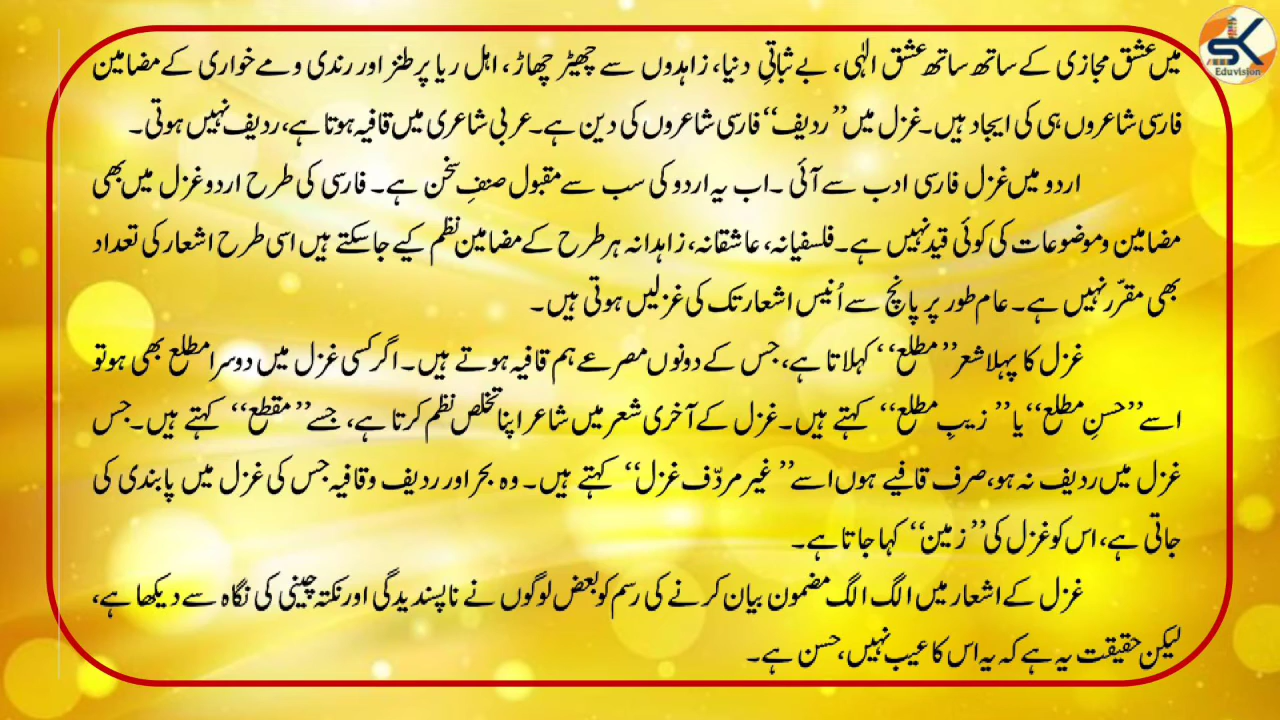 SK
Eduvision
میں عشق مجازی کے ساتھ ساتھ عشق الٰہی، بے ثباتیِ دنیا، زاہدوں سے چھیڑ چھاڑ، اہل ریا پر طنز اور رندی و مے خواری کے مضامین
فارسی شاعروں ہی کی ایجاد ہیں۔ غزل میں ”ردیف“ فارسی شاعروں کی دین ہے۔ عربی شاعری میں قافیہ ہوتا ہے، ردیف نہیں ہوتی۔
اردو میں غزل فارسی ادب سے آئی ۔ اب یہ اردو کی سب سے مقبول صنفِ سخن ہے۔ فارسی کی طرح اردو غزل میں بھی
مضامین و موضوعات کی کوئی قید نہیں ہے۔ فلسفیانہ، عاشقانہ، زاہدانہ ہر طرح کے مضامین نظم کیے جاسکتے ہیں اسی طرح اشعار کی تعداد
بھی مقرّر نہیں ہے۔ عام طور پر پانچ سے اُنیس اشعار تک کی غزلیں ہوتی ہیں۔
غزل کا پہلا شعر ”مطلع“ کہلاتا ہے، جس کے دونوں مصرعے ہم قافیہ ہوتے ہیں۔ اگر کسی غزل میں دوسرا مطلع بھی ہو تو
اسے ”حسنِ مطلع“ یا ”زیبِ مطلع“ کہتے ہیں۔ غزل کے آخری شعر میں شاعر اپنا تخلص نظم کرتا ہے، جسے ”مقطع“ کہتے ہیں۔ جس
غزل میں ردیف نہ ہو، صرف قافیے ہوں اسے ”غیر مردّف غزل“ کہتے ہیں۔ وہ بحر اور ردیف و قافیہ جس کی غزل میں پابندی کی
جاتی ہے، اس کو غزل کی ”زمین“ کہا جاتا ہے۔
غزل کے اشعار میں الگ الگ مضمون بیان کرنے کی رسم کو بعض لوگوں نے ناپسندیدگی اور نکتہ چینی کی نگاہ سے دیکھا ہے،
لیکن حقیقت یہ ہے کہ یہ اس کا عیب نہیں، حسن ہے۔